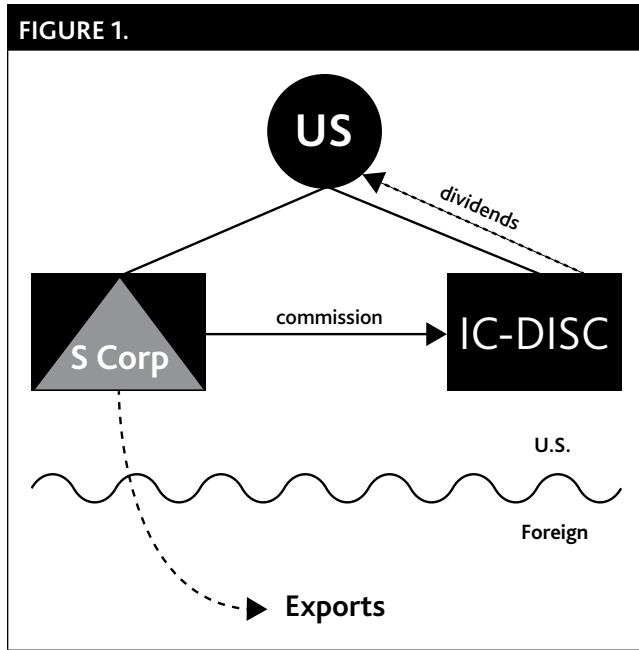 FIGURE 1.
US
dividends
S Corp
commission
IC-DISC
U.S.
Foreign
Exports